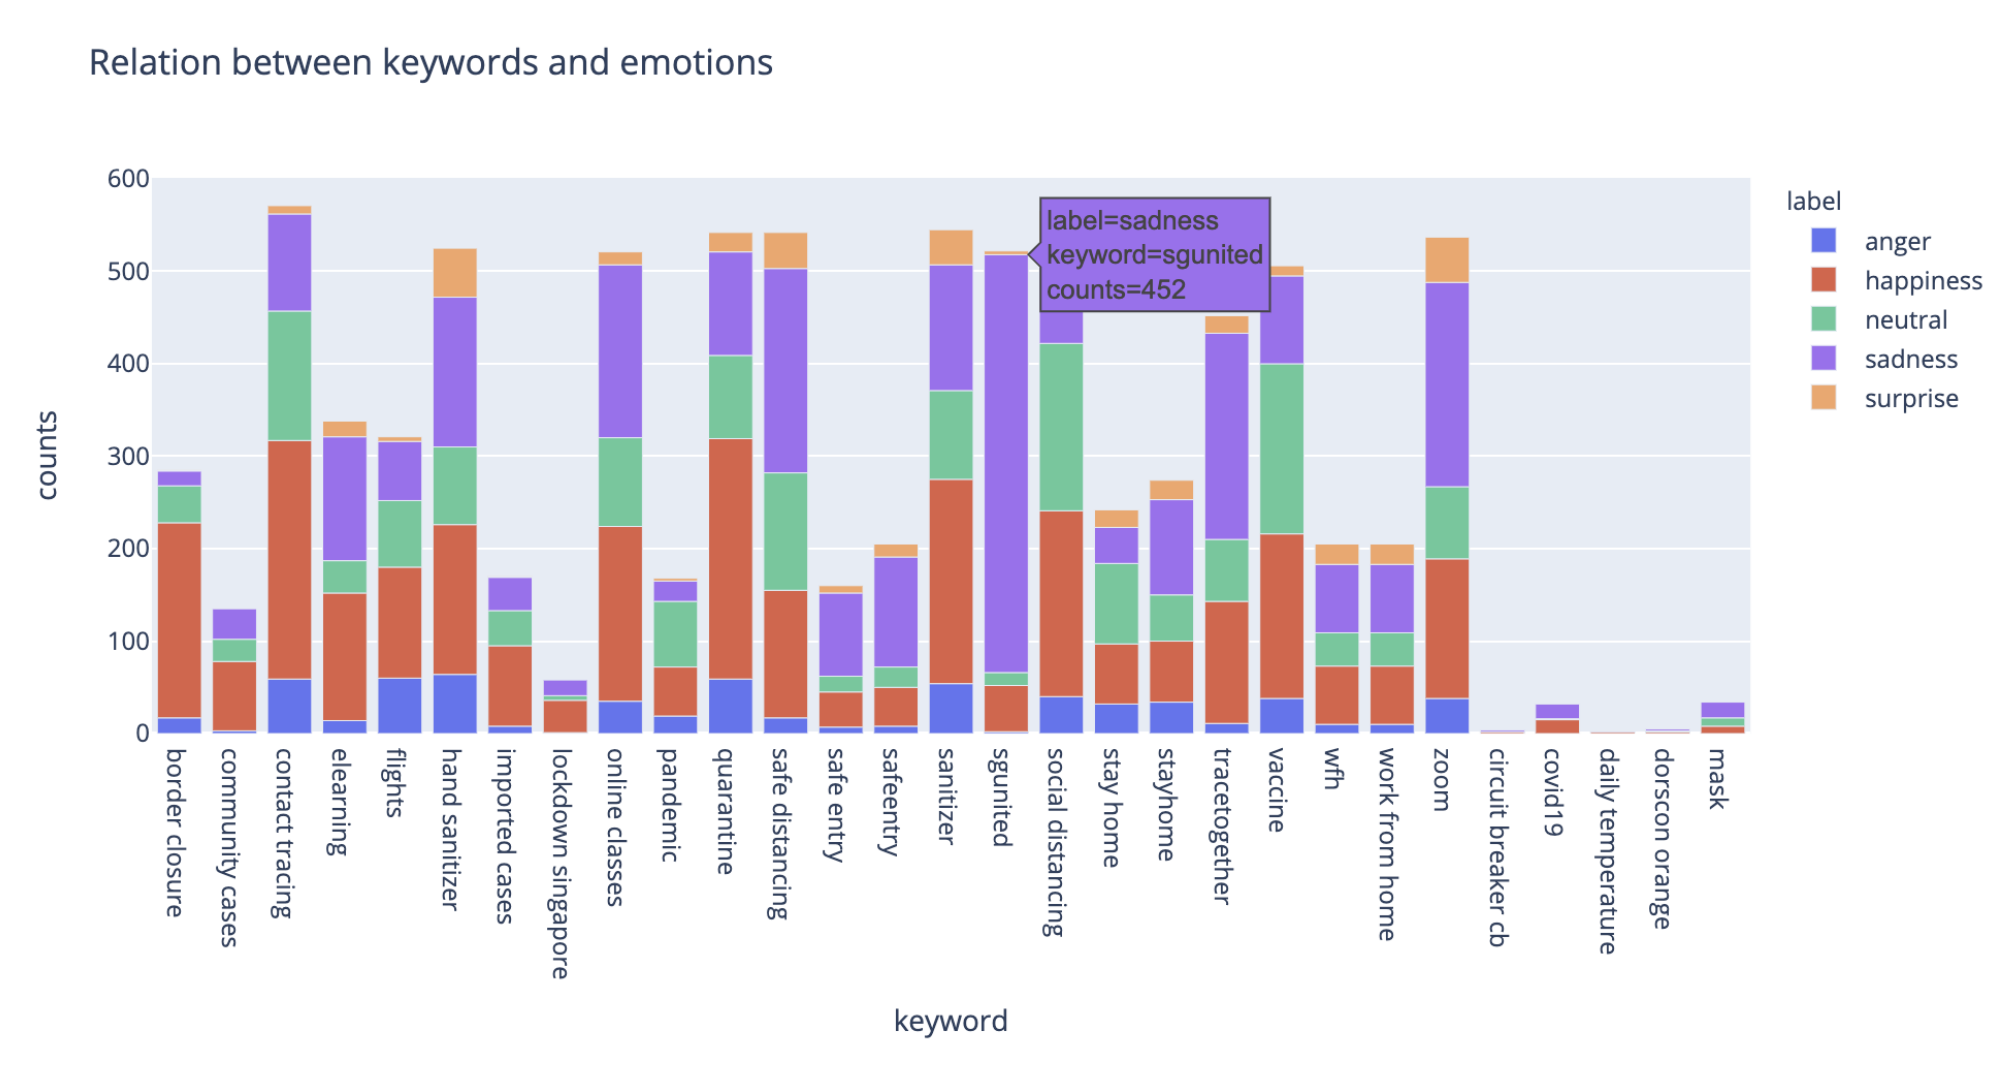 Relation between keywords and emotions
600
500
400
300
200
100
0
counts
label=sadness
keyword=sgunited
counts=452
label
anger
happiness
neutral
sadness
surprise
border closure
community cases
contact tracing
elearning
flights
hand sanitizer
imported cases
lockdown singapore
online classes
pandemic
quarantine
safe distancing
safe entry
safeentry
sanitizer
sgunited
social distancing
stay home
stayhome
tracetogether
vaccine
wfh
work from home
zoom
circuit breaker cb
covid19
daily temperature
dorscon orange
mask
keyword